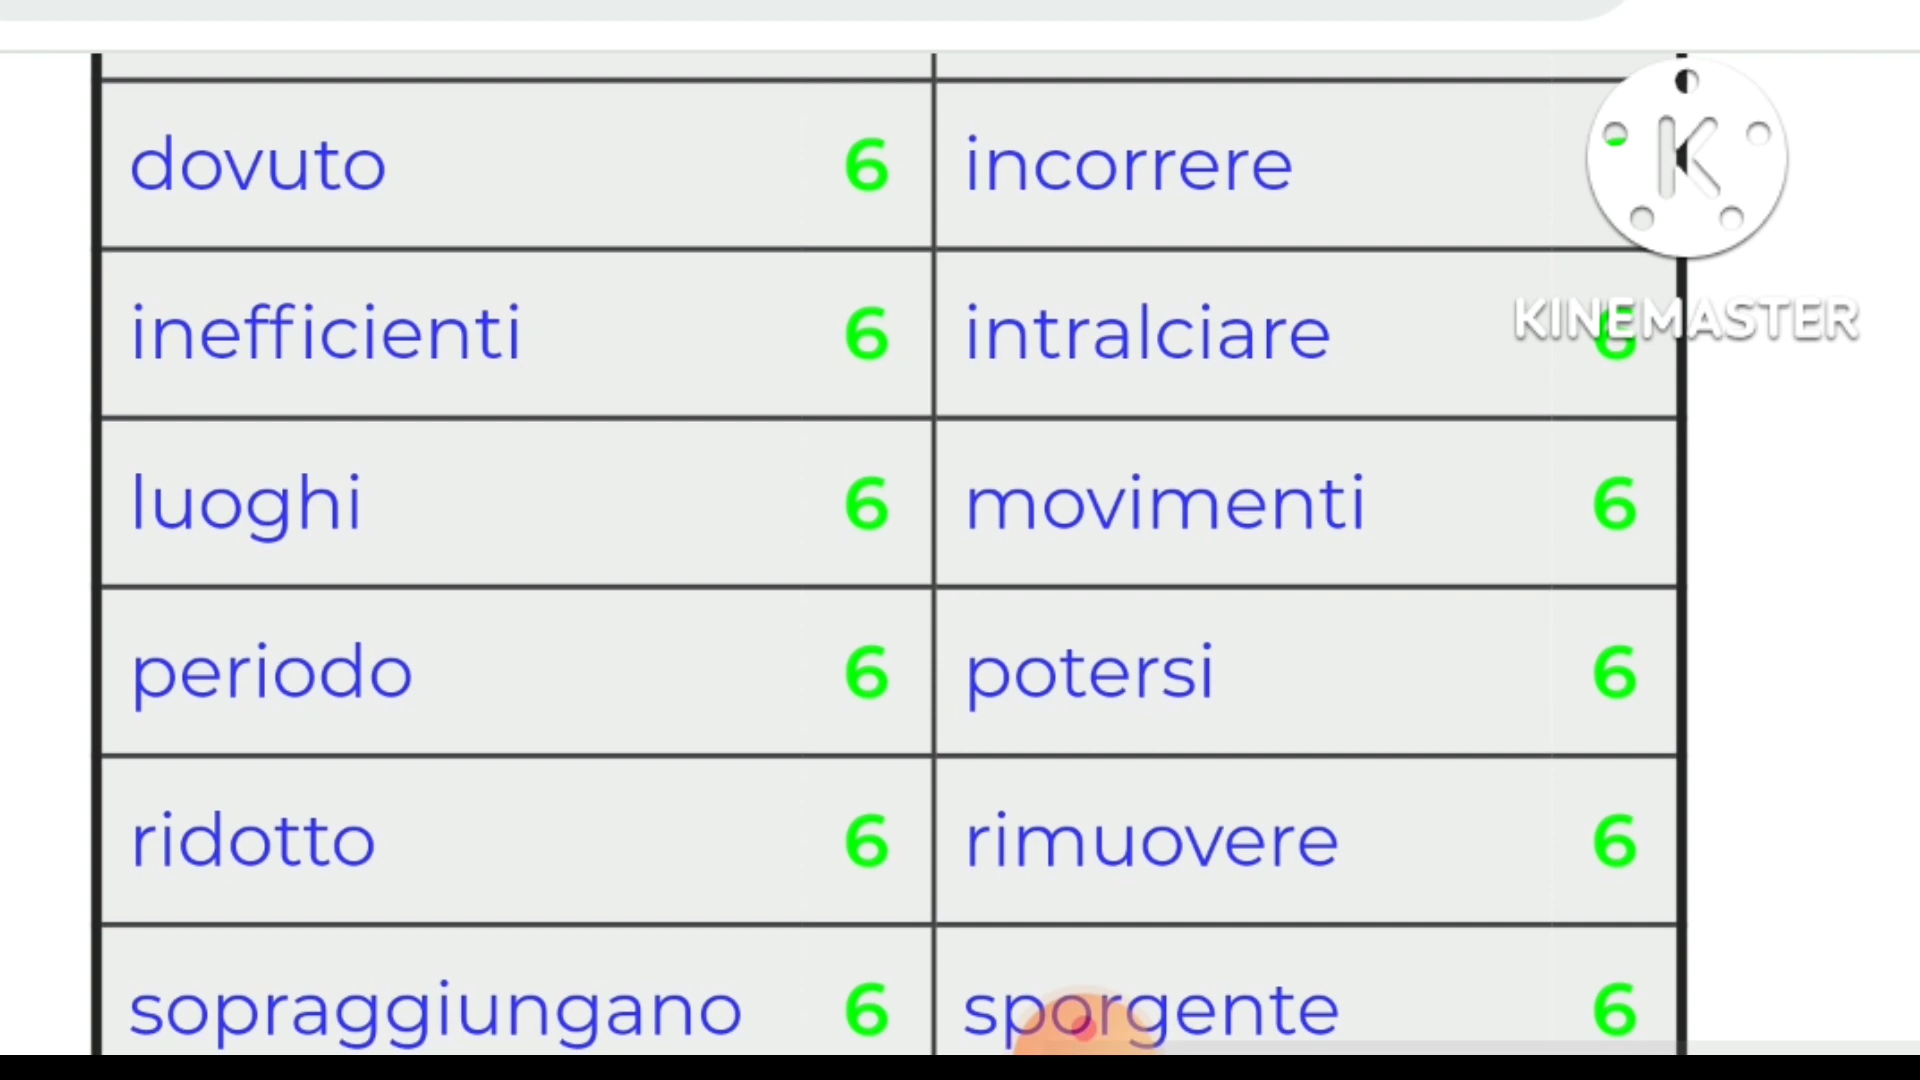 dovuto 6 incorrere
KINEMASTER
inefficienti 6 intralciare 6
luoghi 6 movimenti 6
periodo 6 potersi 6
ridotto 6 rimuovere 6
sopraggiungano 6 sporgente 6